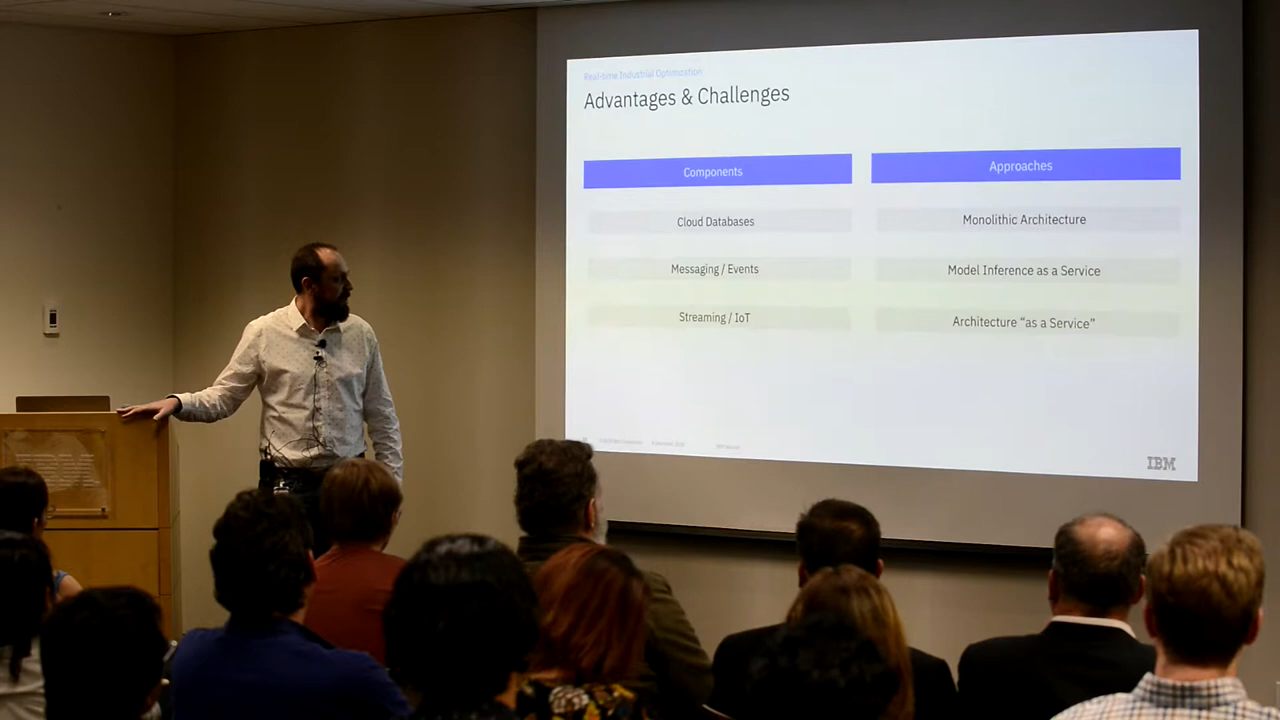 Real-time Industrial Optimization
Advantages & Challenges
Components
Approaches
Cloud Databases
Monolithic Architecture
Messaging / Events
Model Inference as a Service
Streaming / IoT
Architecture “as a Service”
IBM